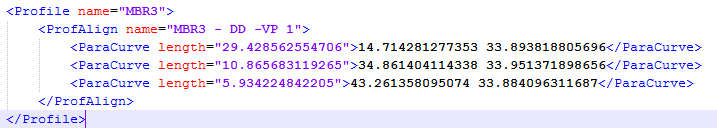 <Profile name="MBR3">
<ProfAlign name="MBR3 - DD -VP 1">
<ParaCurve length="29.428562554706">14.714281277353 33.893818805696</ParaCurve>
<ParaCurve length="10.865683119265">34.861404114338 33.951371898656</ParaCurve>
<ParaCurve length="5.934224842205">43.261358095074 33.884096311687</ParaCurve>
</ProfAlign>
</Profile>